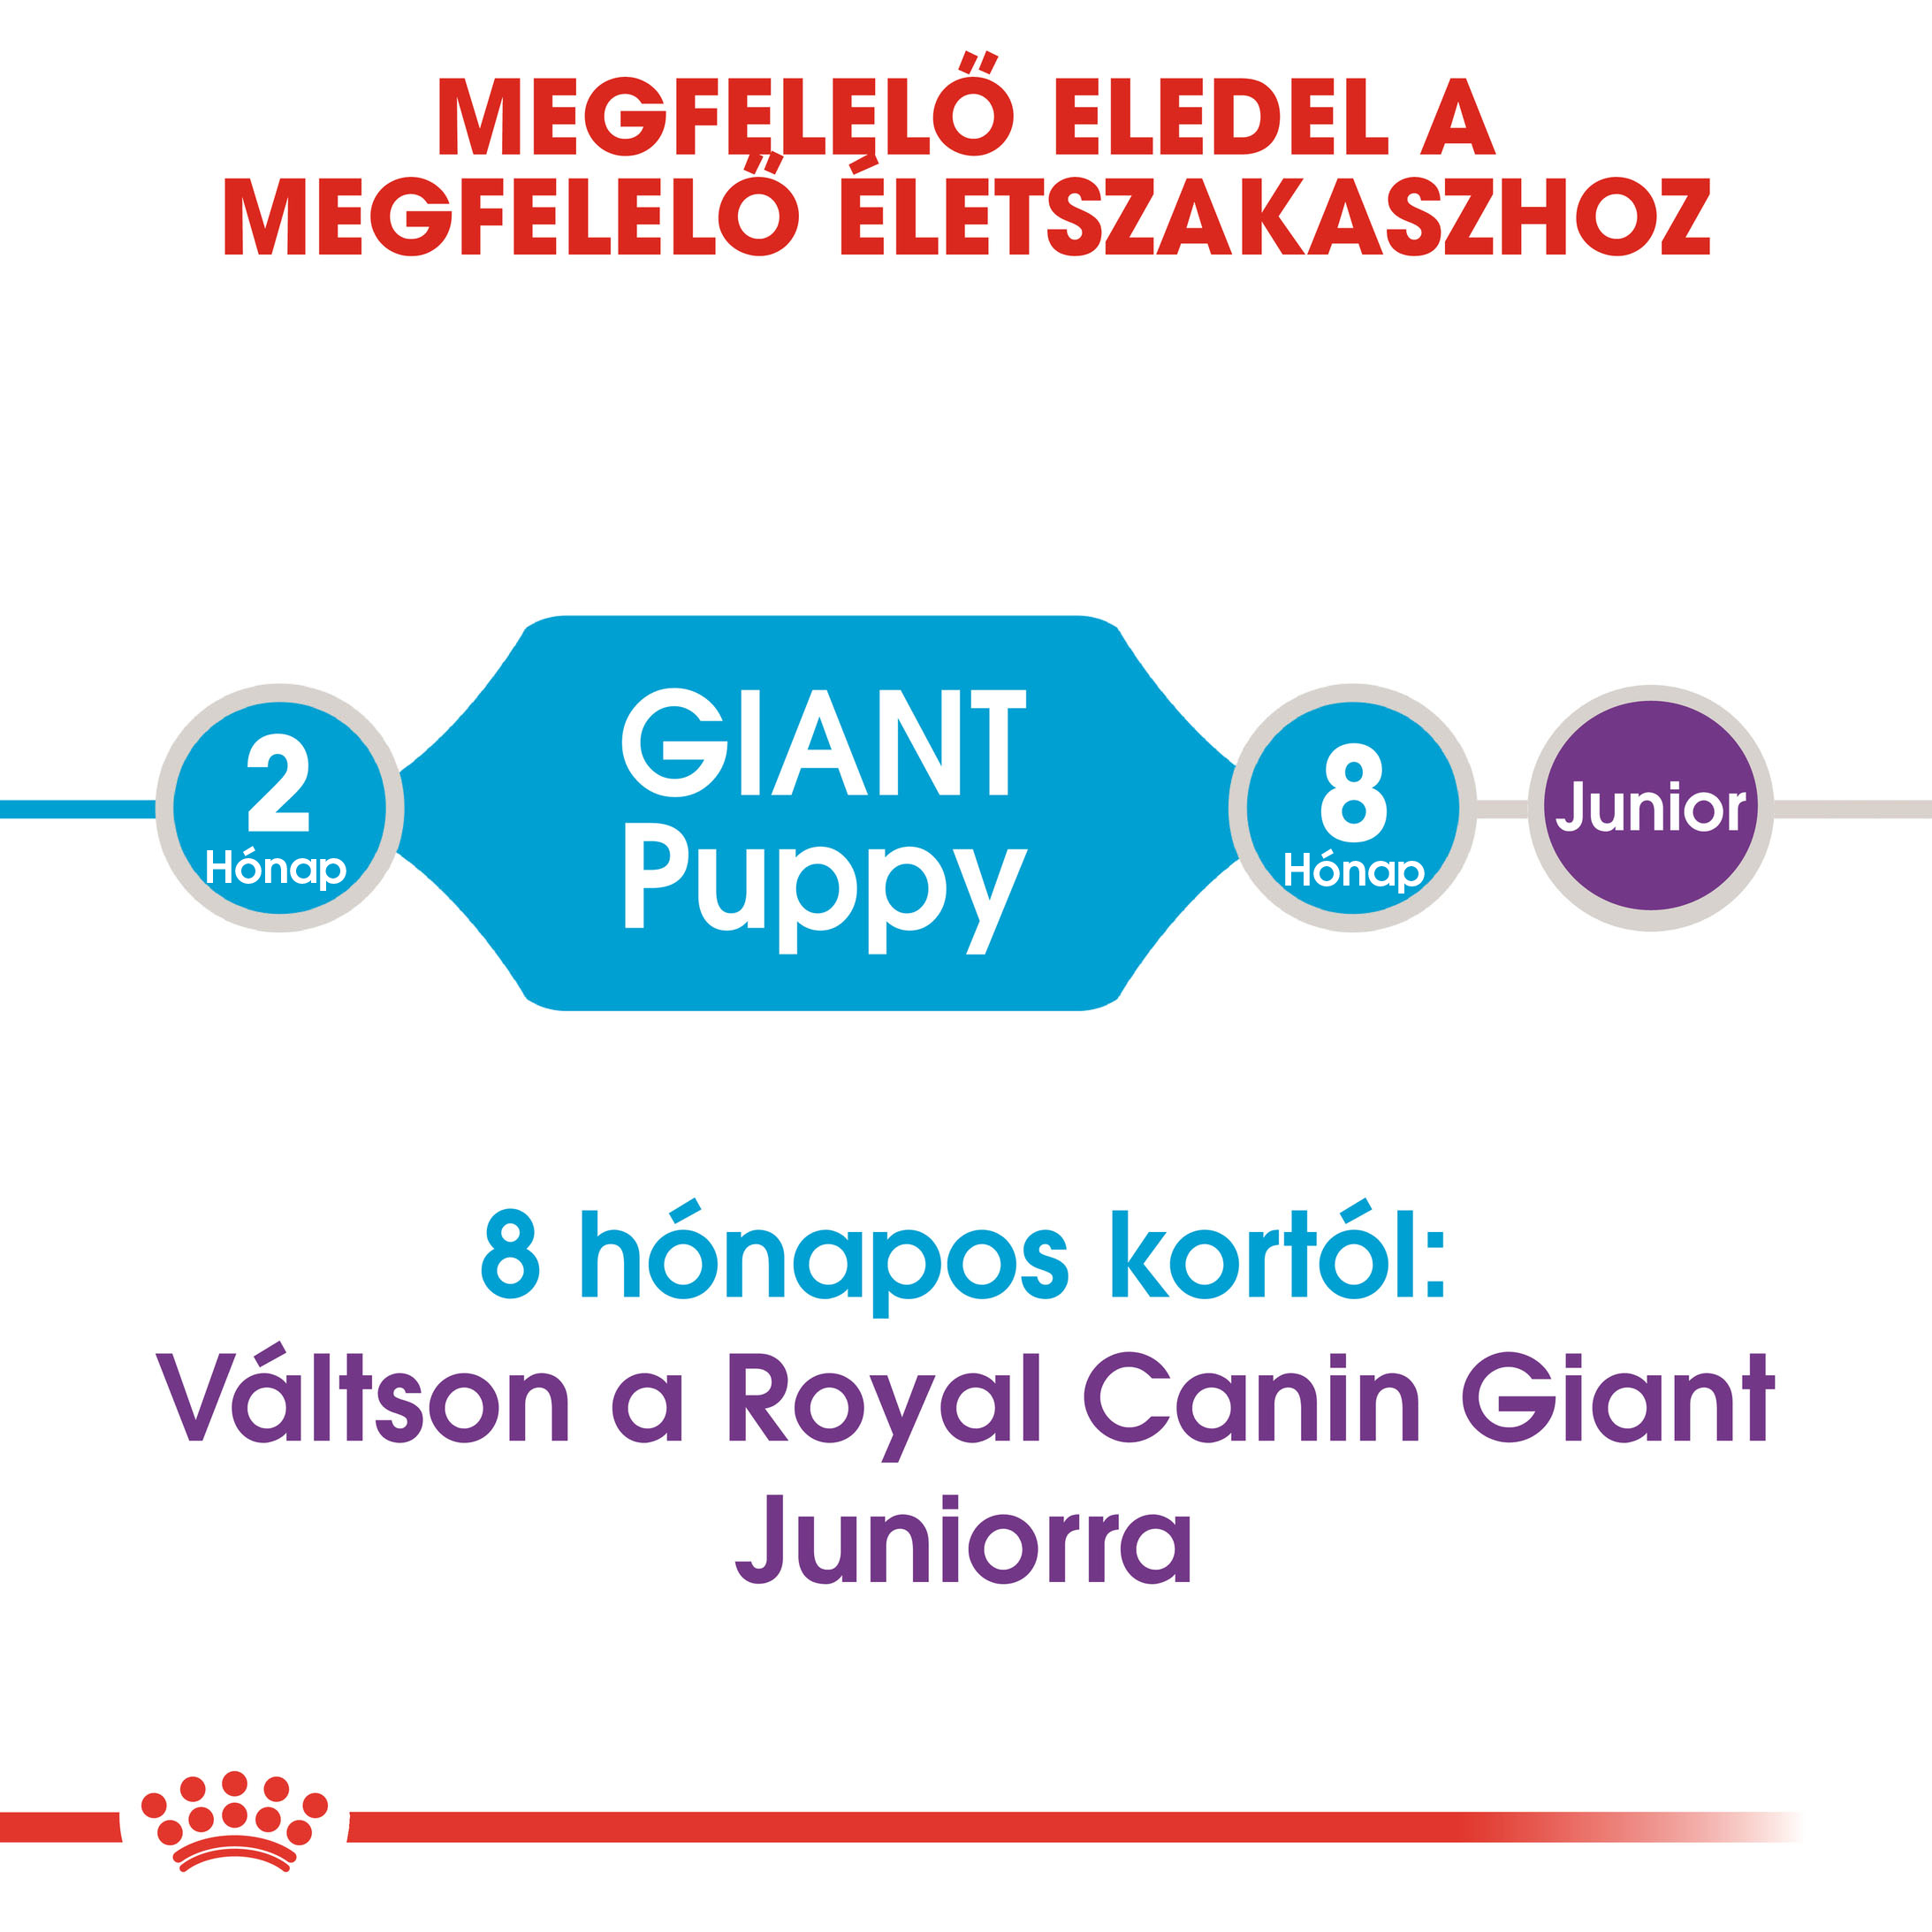 MEGFELELŐ ELEDEL A
MEGFELELŐ ÉLETSZAKASZHOZ
2
Hónap
GIANT
Puppy
8
Hónap
Junior
8 hónapos kortól:
Váltson a Royal Canin Giant
Juniorra